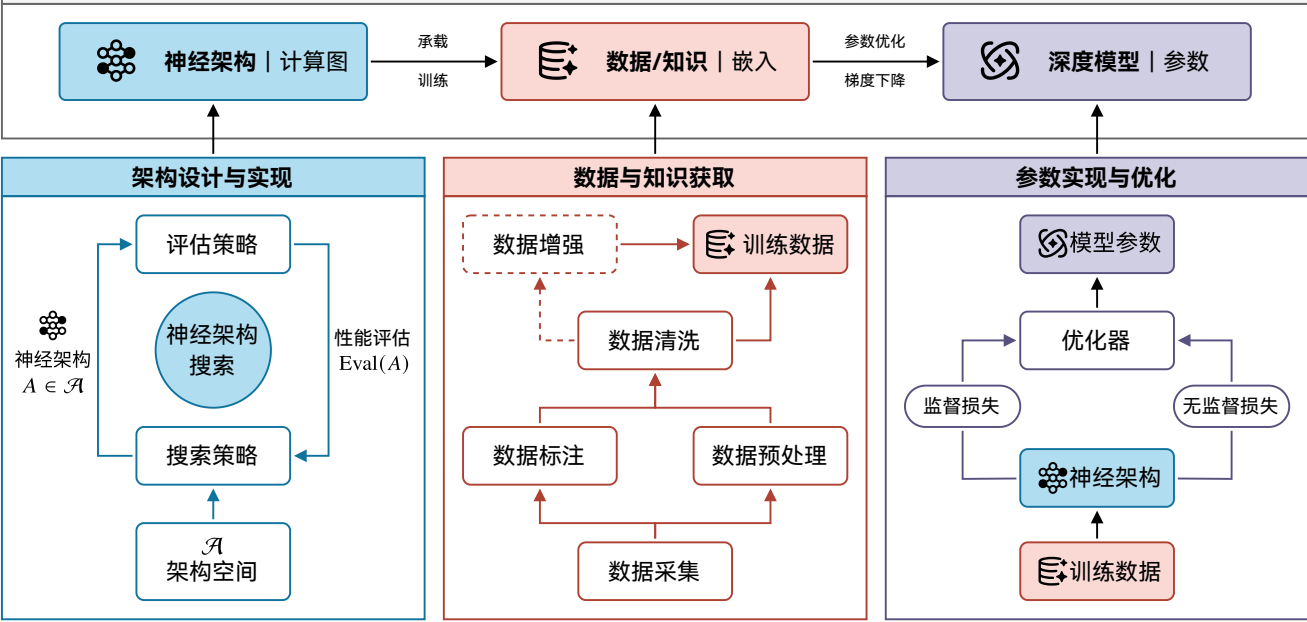 神经架构｜计算图
承载
训练
数据/知识｜嵌入
参数优化
梯度下降
深度模型｜参数
架构设计与实现
评估策略
神经架构
搜索
神经架构
A ∈ 𝒜
性能评估
Eval(A)
搜索策略
𝒜
架构空间
数据与知识获取
数据增强
训练数据
数据清洗
数据标注
数据预处理
数据采集
参数实现与优化
模型参数
优化器
监督损失
无监督损失
神经架构
训练数据